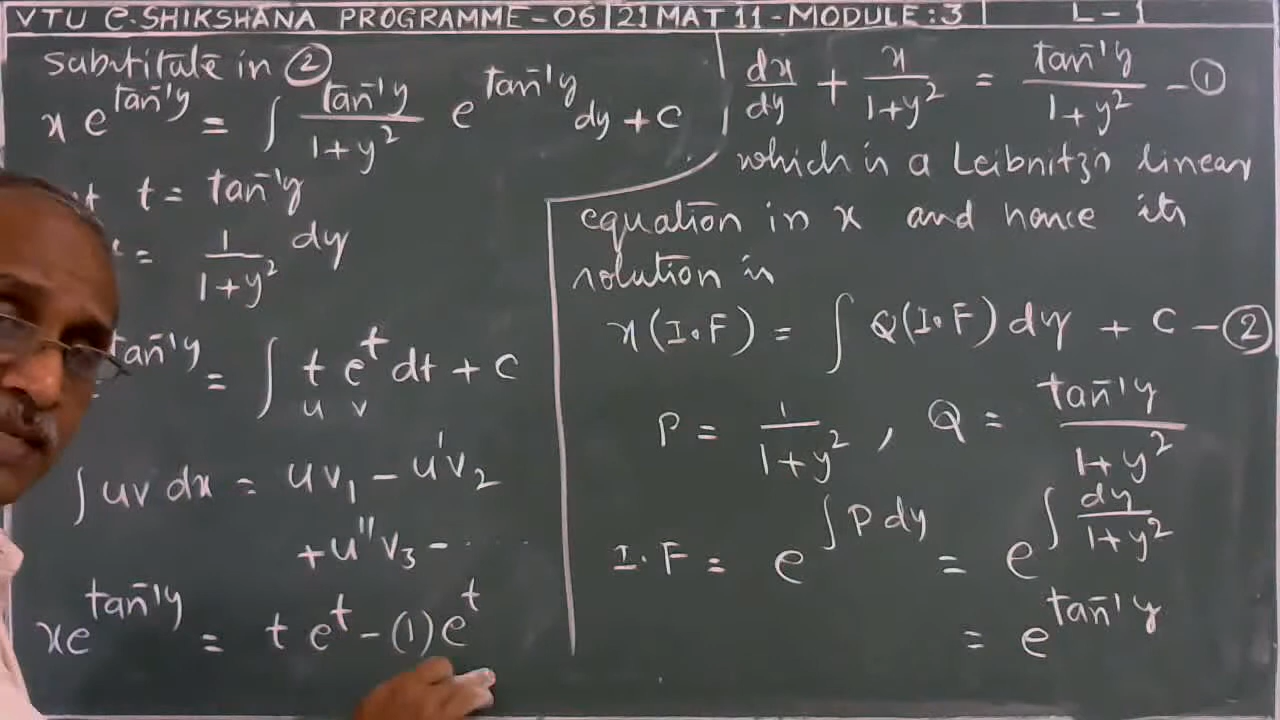 VTU e-SHIKSHANA PROGRAMME-06 | 21 MAT 11 - MODULE : 3 | L-1
dx/dy + x/(1+y²) = tan⁻¹y/(1+y²) - ①
which is a Leibnitz's linear
equation in x and hence its
solution is
x(I.F) = ∫ Q(I.F) dy + C - ②
P = 1/(1+y²) , Q = tan⁻¹y/(1+y²)
I.F = e^(∫P dy) = e^(∫dy/(1+y²))
= e^(tan⁻¹y)
substitute in ②
x e^(tan⁻¹y) = ∫ tan⁻¹y/(1+y²) e^(tan⁻¹y) dy + C
t = tan⁻¹y
= 1/(1+y²) dy
tan⁻¹y = ∫ t e^t dt + C
u v
∫ uv dx = uv₁ - u'v₂
+ u''v₃ - ....
xe^(tan⁻¹y) = t e^t - (1)e^t